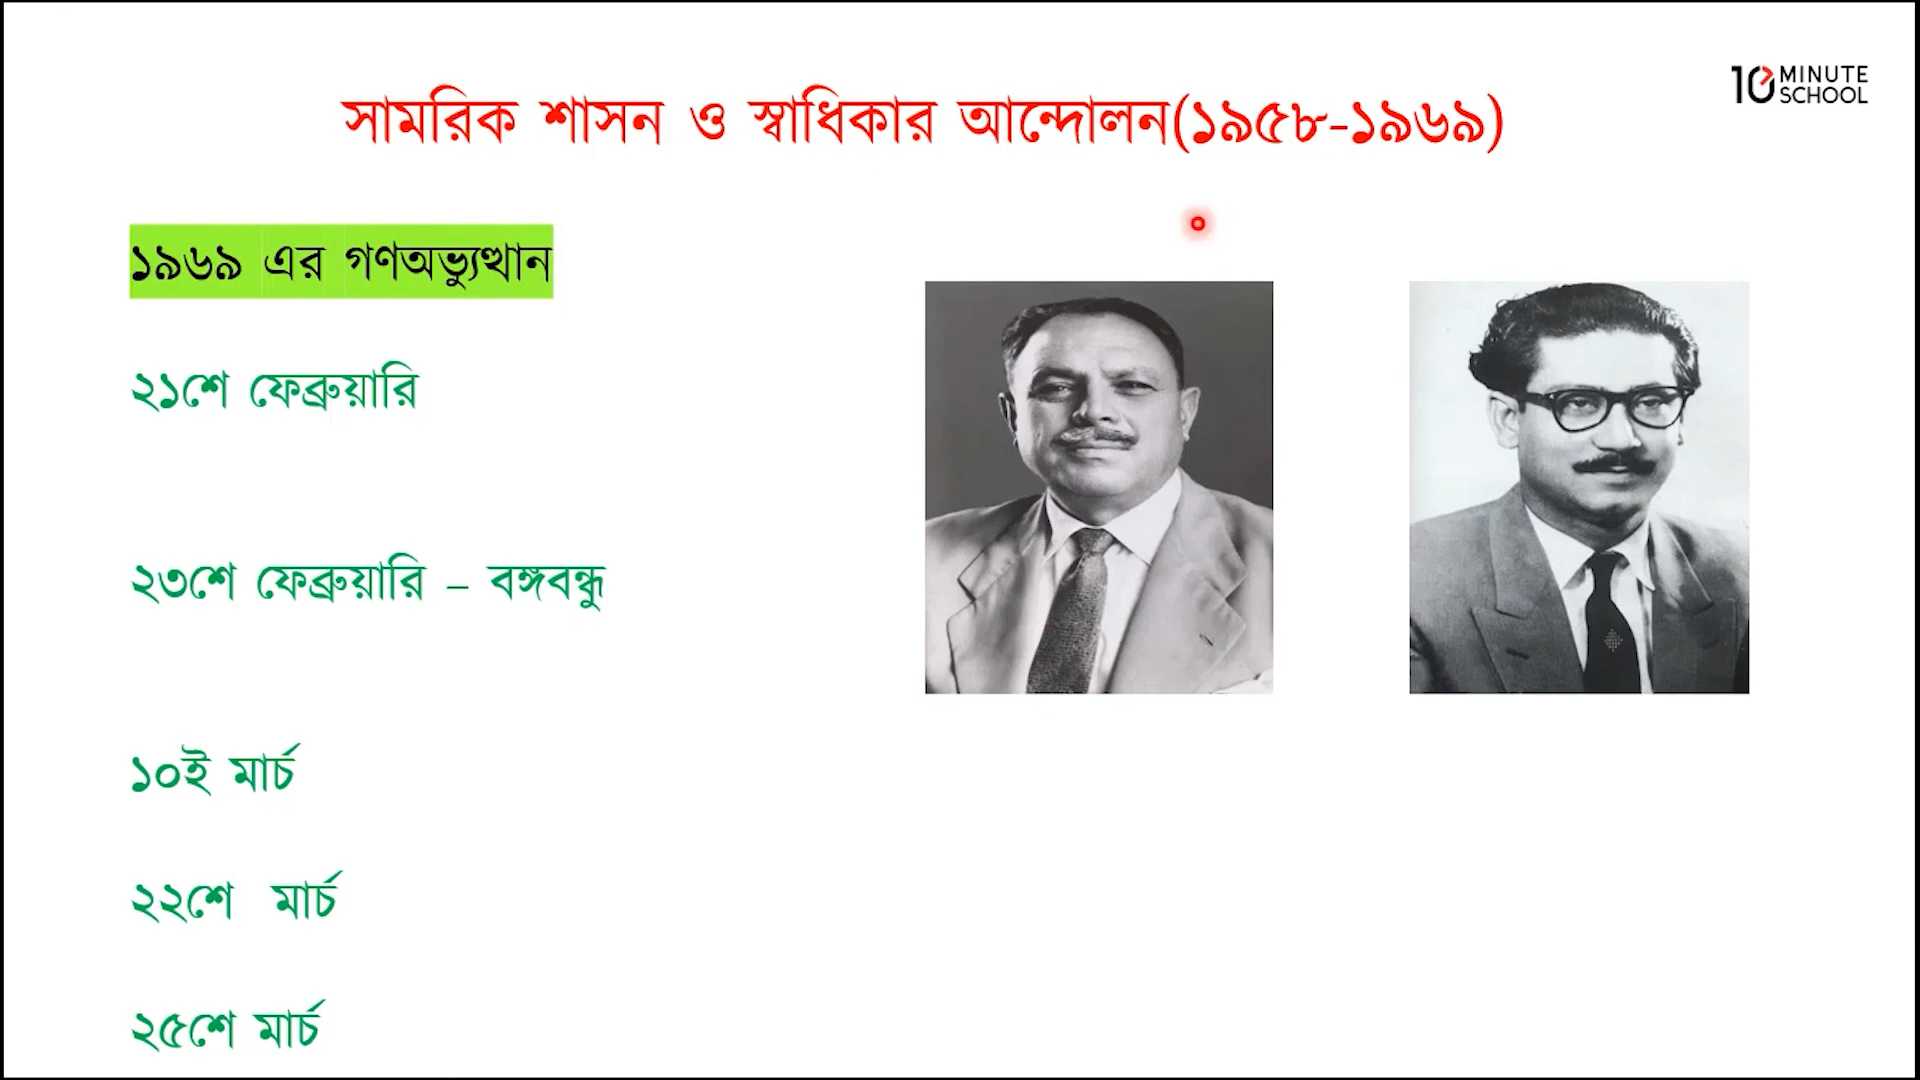 10 MINUTE SCHOOL
সামরিক শাসন ও স্বাধিকার আন্দোলন(১৯৫৮-১৯৬৯)
১৯৬৯ এর গণঅভ্যুত্থান
২১শে ফেব্রুয়ারি
২৩শে ফেব্রুয়ারি – বঙ্গবন্ধু
১০ই মার্চ
২২শে মার্চ
২৫শে মার্চ